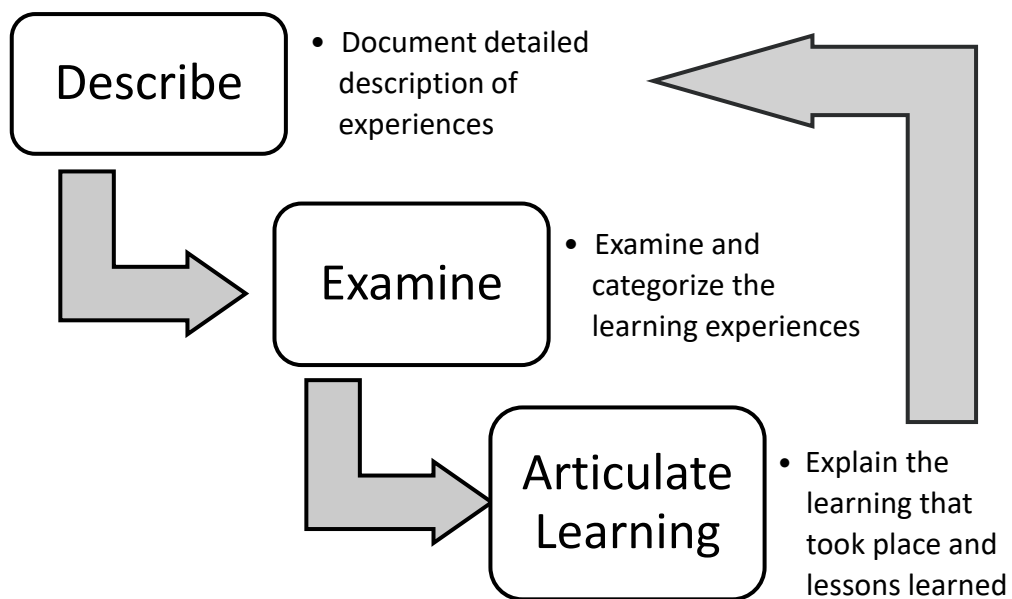 Describe
• Document detailed
description of
experiences
Examine
• Examine and
categorize the
learning experiences
Articulate
Learning
• Explain the
learning that
took place and
lessons learned